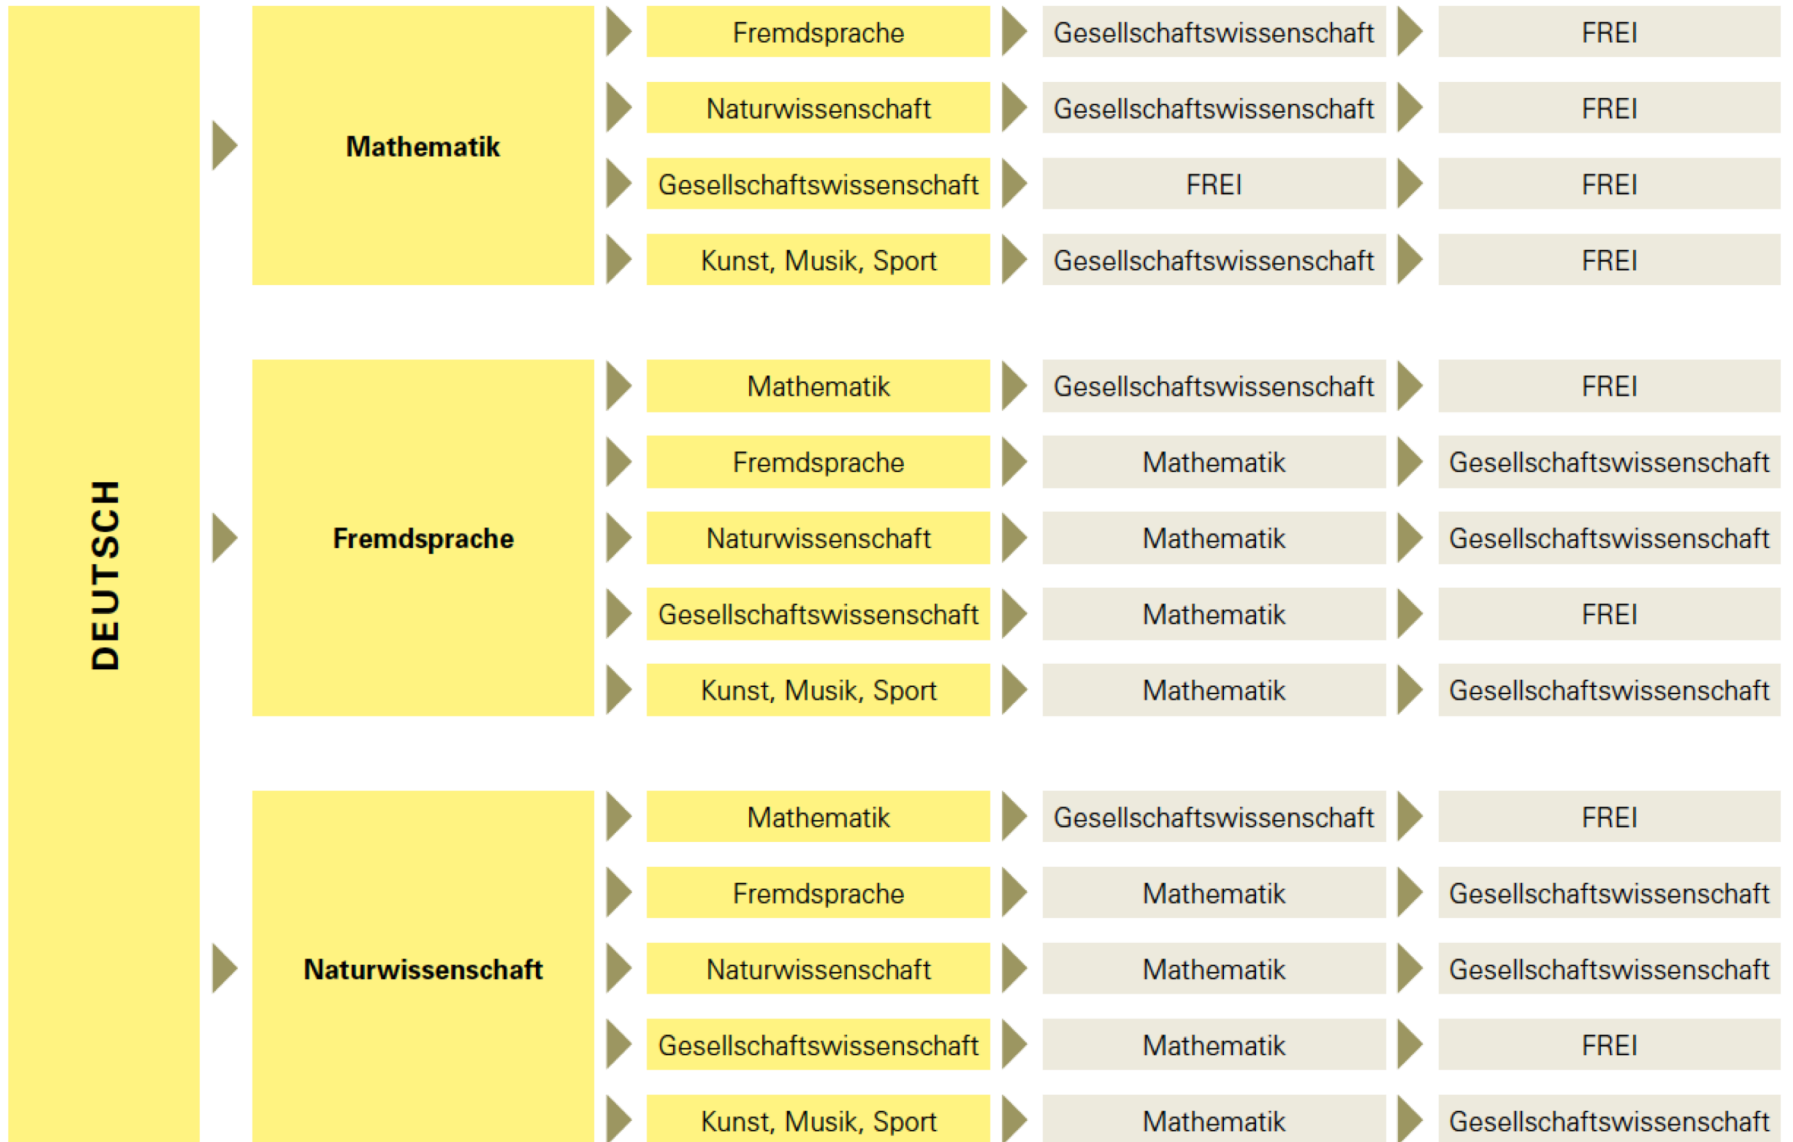 DEUTSCH
Mathematik
Fremdsprache Gesellschaftswissenschaft FREI
Naturwissenschaft Gesellschaftswissenschaft FREI
Gesellschaftswissenschaft FREI FREI
Kunst, Musik, Sport Gesellschaftswissenschaft FREI
Fremdsprache
Mathematik Gesellschaftswissenschaft FREI
Fremdsprache Mathematik Gesellschaftswissenschaft
Naturwissenschaft Mathematik Gesellschaftswissenschaft
Gesellschaftswissenschaft Mathematik FREI
Kunst, Musik, Sport Mathematik Gesellschaftswissenschaft
Naturwissenschaft
Mathematik Gesellschaftswissenschaft FREI
Fremdsprache Mathematik Gesellschaftswissenschaft
Naturwissenschaft Mathematik Gesellschaftswissenschaft
Gesellschaftswissenschaft Mathematik FREI
Kunst, Musik, Sport Mathematik Gesellschaftswissenschaft